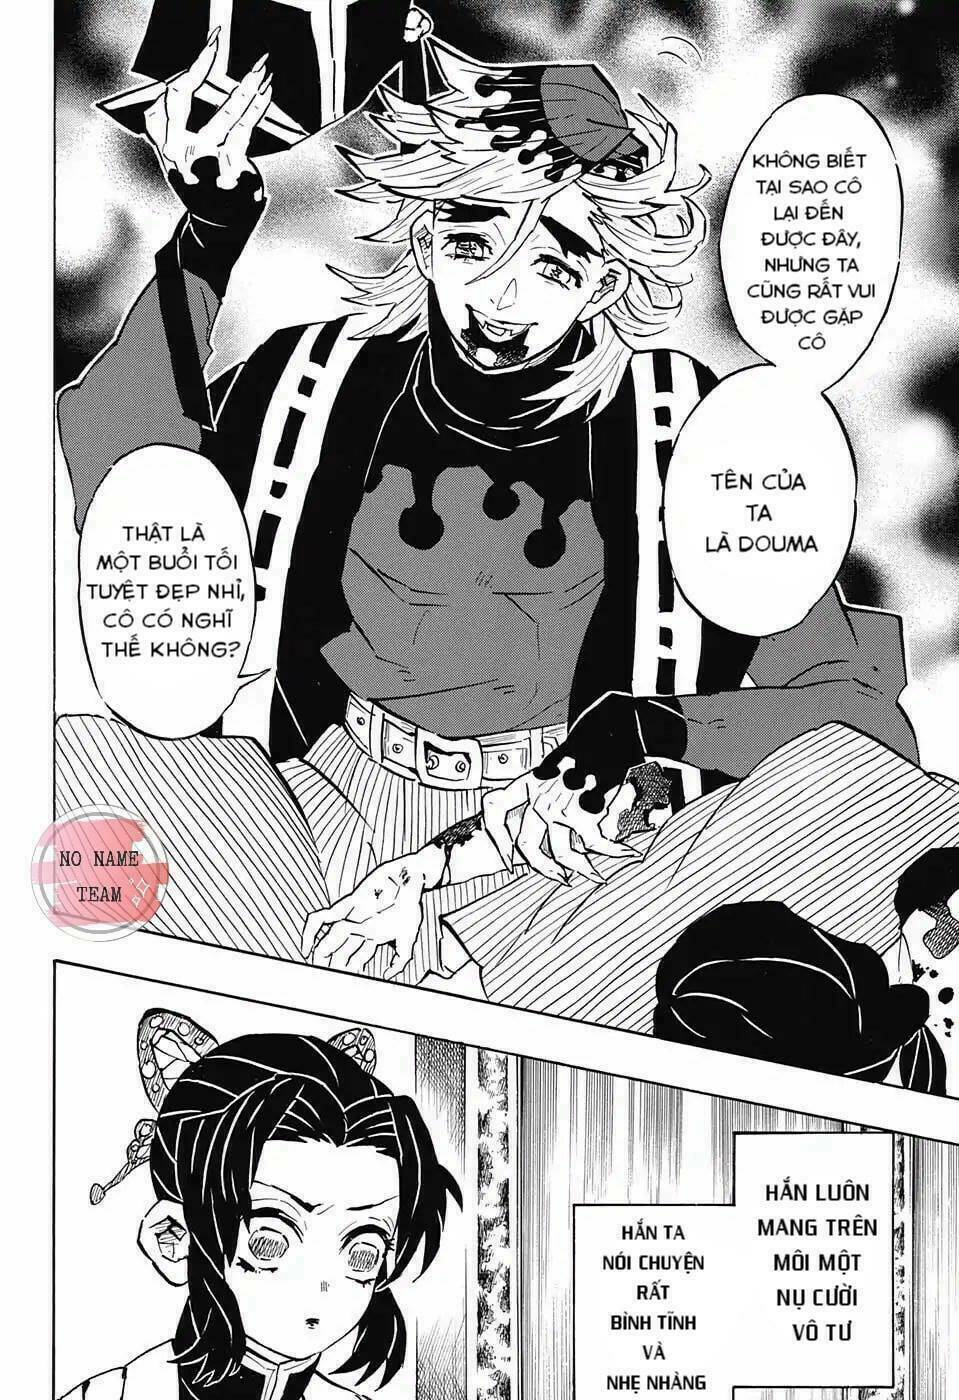 KHÔNG BIẾT
TẠI SAO CÔ
LẠI ĐẾN
ĐƯỢC ĐÂY,
NHƯNG TA
CŨNG RẤT VUI
ĐƯỢC GẶP
CÔ
TÊN CỦA
TA
LÀ DOUMA
THẬT LÀ
MỘT BUỔI TỐI
TUYỆT ĐẸP NHỈ,
CÔ CÓ NGHĨ
THẾ KHÔNG?
NO NAME
TEAM
HẮN LUÔN
MANG TRÊN
MÔI MỘT
NỤ CƯỜI
VÔ TƯ
HẮN TA
NÓI CHUYỆN
RẤT
BÌNH TĨNH
VÀ
NHẸ NHÀNG